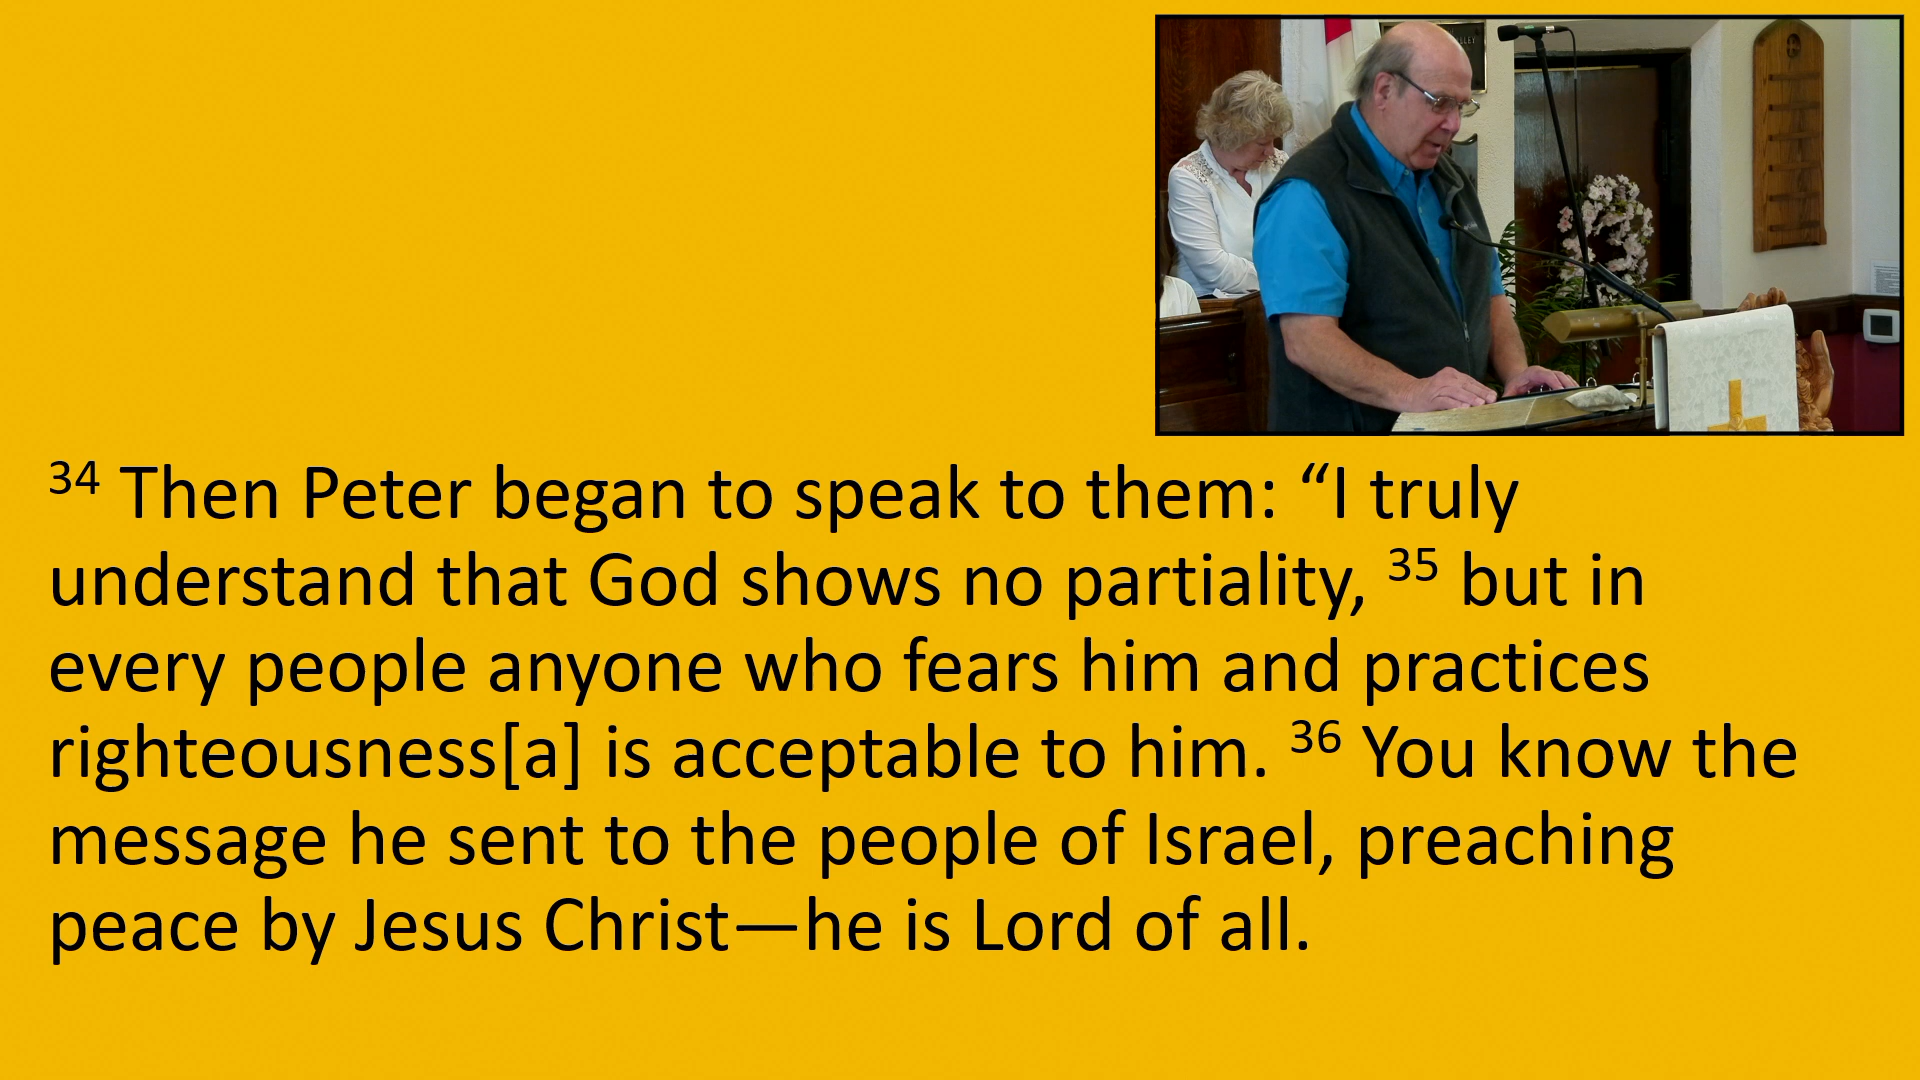 34 Then Peter began to speak to them: “I truly
understand that God shows no partiality, 35 but in
every people anyone who fears him and practices
righteousness[a] is acceptable to him. 36 You know the
message he sent to the people of Israel, preaching
peace by Jesus Christ—he is Lord of all.